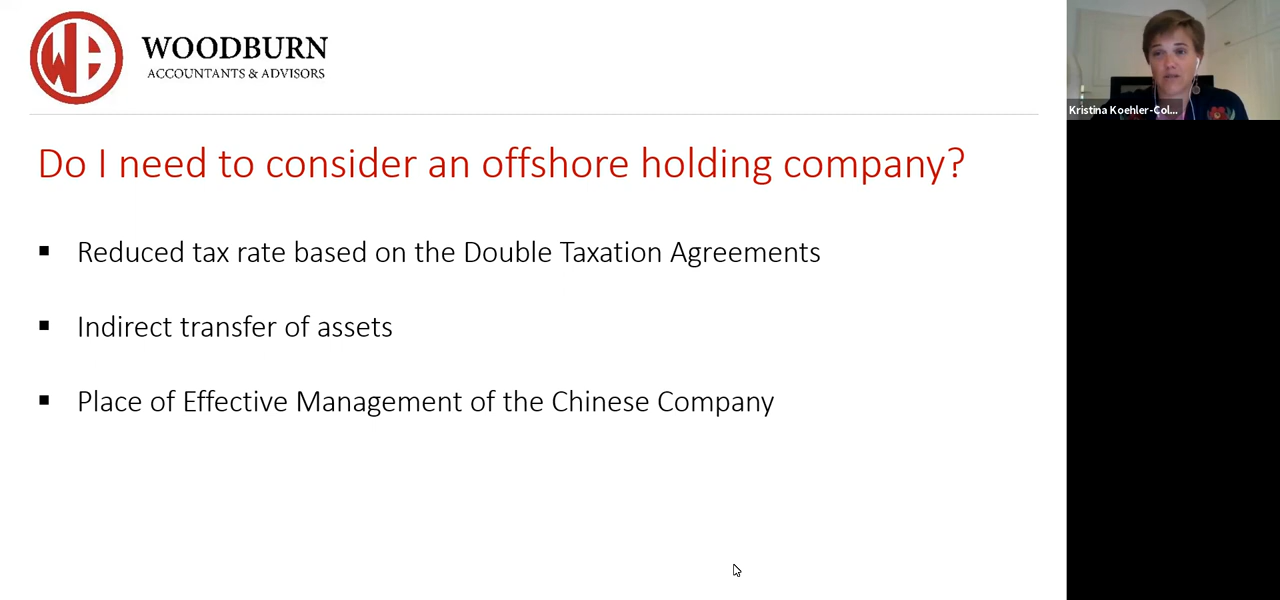 WOODBURN
ACCOUNTANTS & ADVISORS
Kristina Koehler-Col...
Do I need to consider an offshore holding company?
▪ Reduced tax rate based on the Double Taxation Agreements
▪ Indirect transfer of assets
▪ Place of Effective Management of the Chinese Company